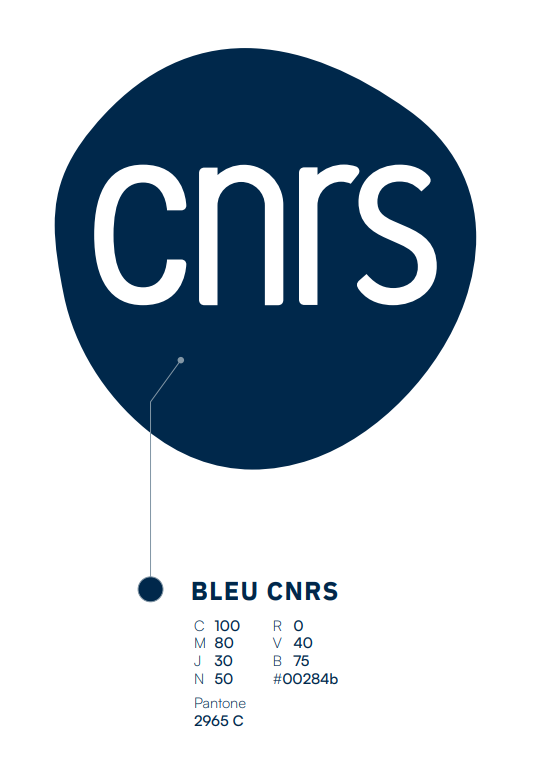 cnrs
BLEU CNRS
C 100 R 0
M 80 V 40
J 30 B 75
N 50 #00284b
Pantone
2965 C